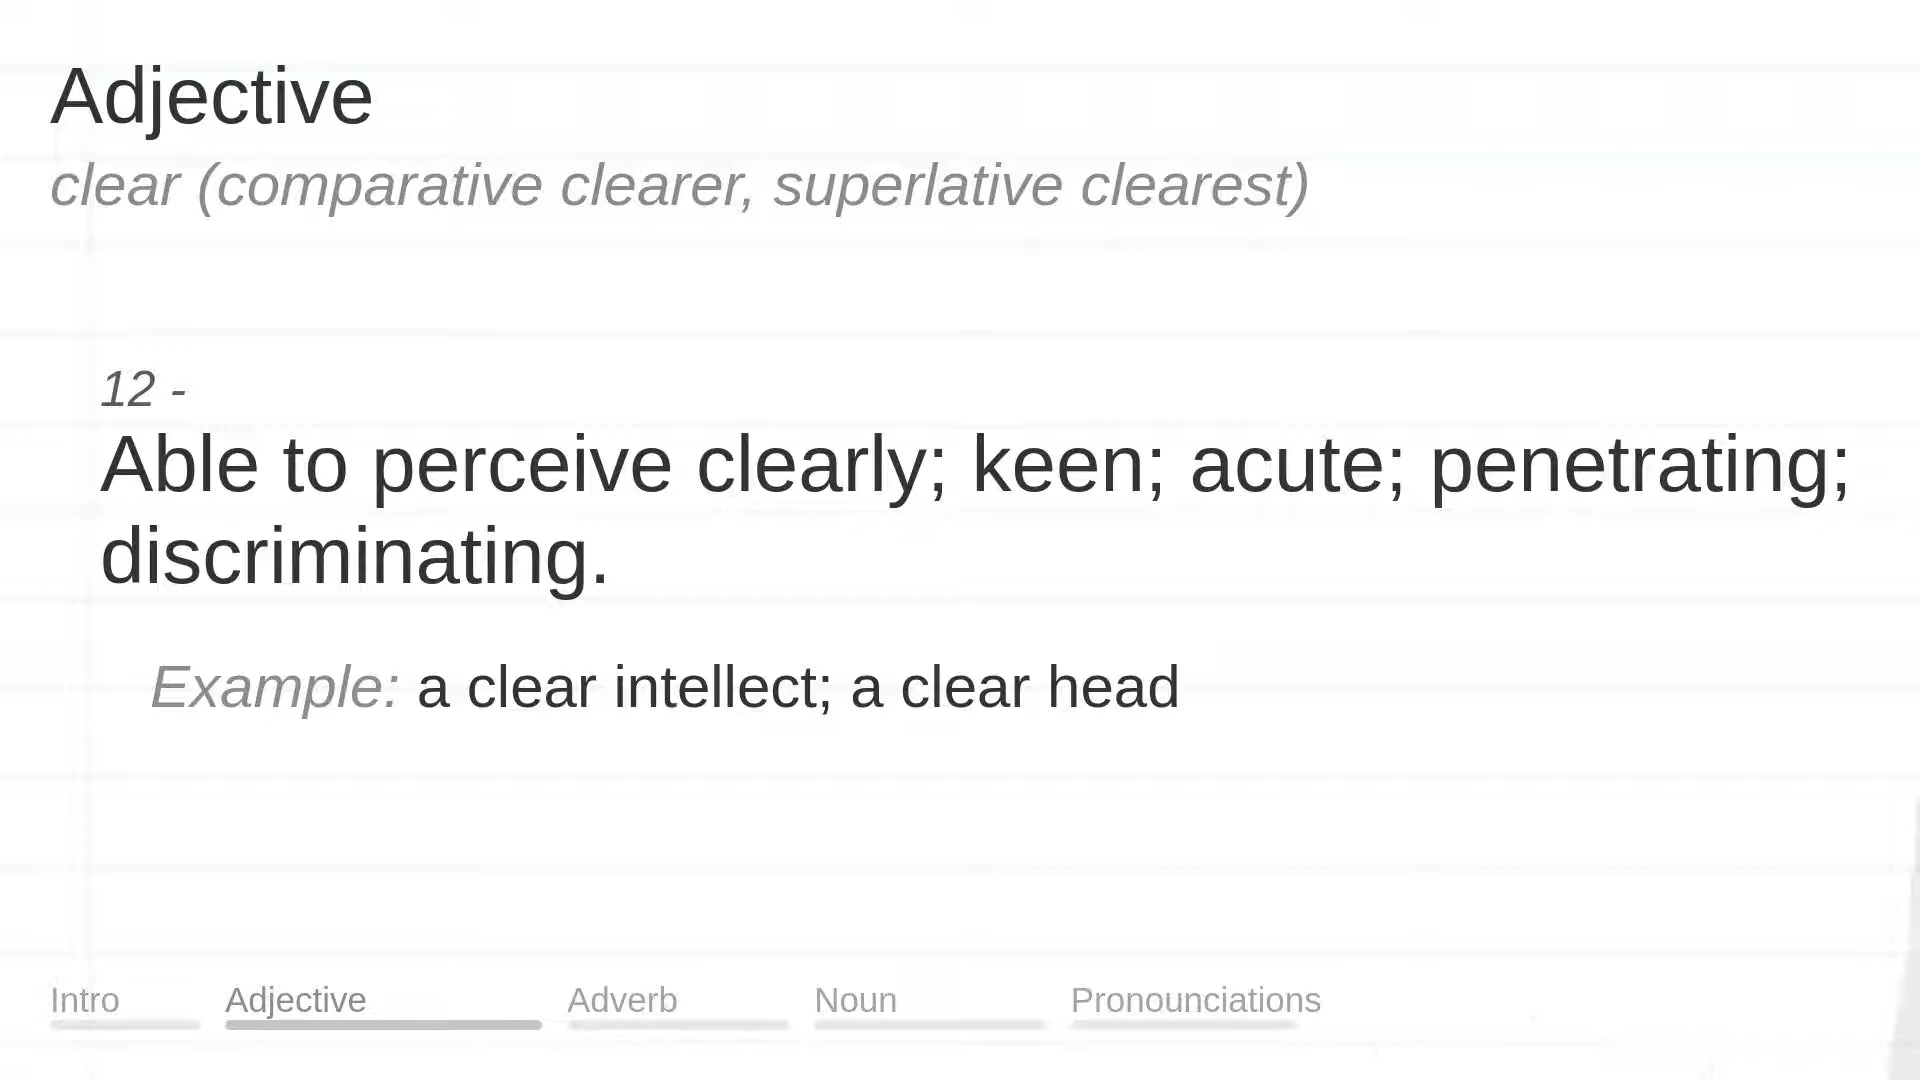 Adjective
clear (comparative clearer, superlative clearest)
12 -
Able to perceive clearly; keen; acute; penetrating;
discriminating.
Example: a clear intellect; a clear head
Intro Adjective Adverb Noun Pronounciations